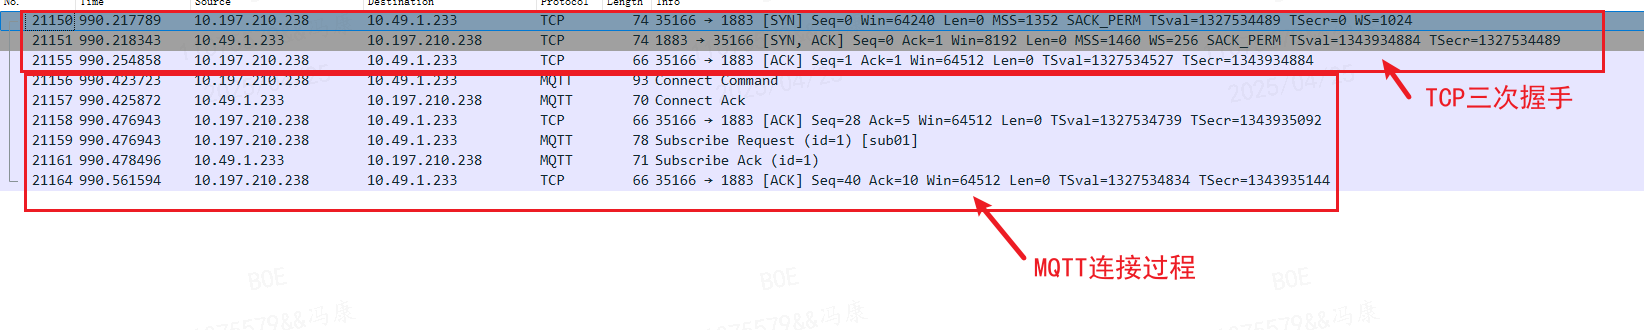 No. Time Source Destination Protocol Length Info
21150 990.217789 10.197.210.238 10.49.1.233 TCP 74 35166 → 1883 [SYN] Seq=0 Win=64240 Len=0 MSS=1352 SACK_PERM TSval=1327534489 TSecr=0 WS=1024
21151 990.218343 10.49.1.233 10.197.210.238 TCP 74 1883 → 35166 [SYN, ACK] Seq=0 Ack=1 Win=8192 Len=0 MSS=1460 WS=256 SACK_PERM TSval=1343934884 TSecr=1327534489
21155 990.254858 10.197.210.238 10.49.1.233 TCP 66 35166 → 1883 [ACK] Seq=1 Ack=1 Win=64512 Len=0 TSval=1327534527 TSecr=1343934884
21156 990.423723 10.197.210.238 10.49.1.233 MQTT 93 Connect Command
2025/04/25
TCP三次握手
21157 990.425872 10.49.1.233 10.197.210.238 MQTT 70 Connect Ack
21158 990.476943 10.197.210.238 10.49.1.233 TCP 66 35166 → 1883 [ACK] Seq=28 Ack=5 Win=64512 Len=0 TSval=1327534739 TSecr=1343935092
21159 990.476943 10.197.210.238 10.49.1.233 MQTT 78 Subscribe Request (id=1) [sub01]
21161 990.478496 10.49.1.233 10.197.210.238 MQTT 71 Subscribe Ack (id=1)
21164 990.561594 10.197.210.238 10.49.1.233 TCP 66 35166 → 1883 [ACK] Seq=40 Ack=10 Win=64512 Len=0 TSval=1327534834 TSecr=1343935144
MQTT连接过程
BOE BOE BOE
&&冯康 &&冯康 &&冯康